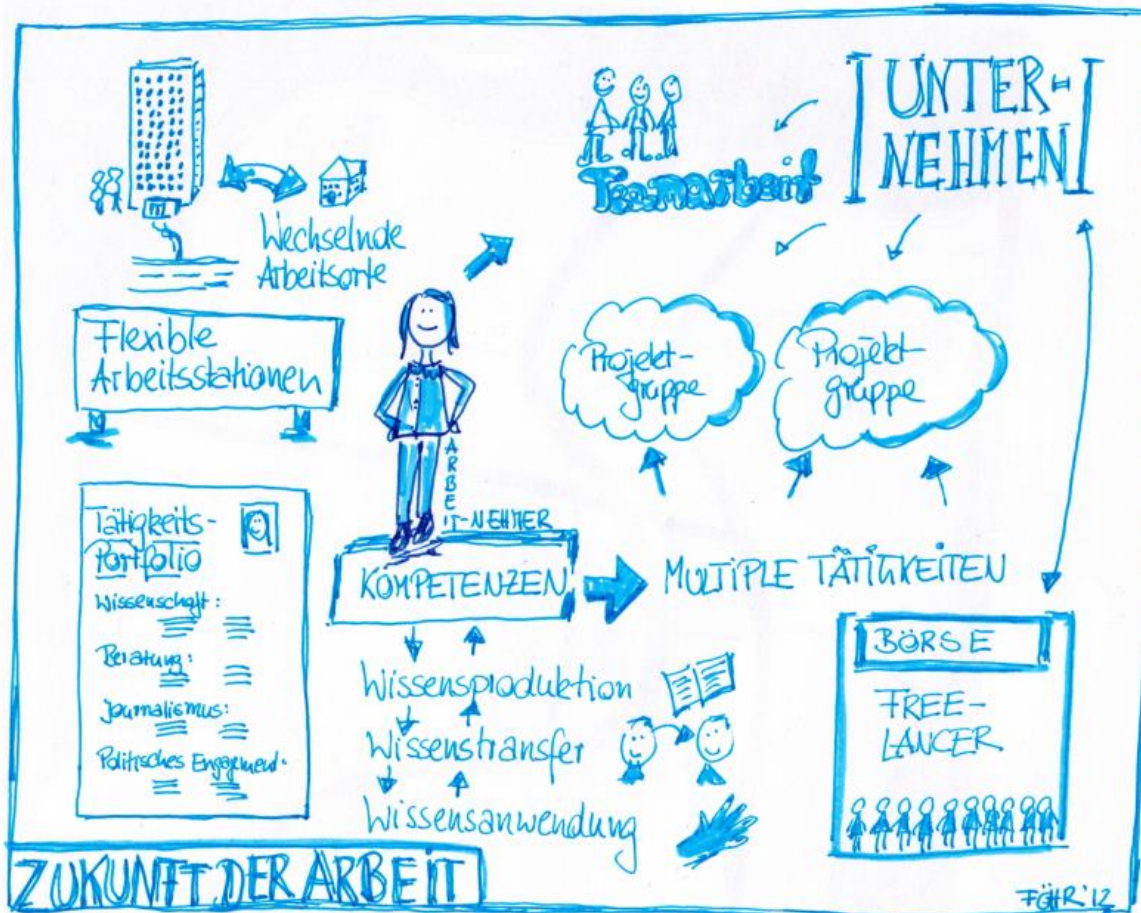 UNTER-
NEHMEN
Teamarbeit
Wechselnde
Arbeitsorte
Flexible
Arbeitsstationen
Projekt-
gruppe
Projekt-
gruppe
ARBEIT-NEHMER
Tätigkeits-
Portfolio
Wissenschaft:
Beratung:
Journalismus:
Politisches Engagement:
KOMPETENZEN
MULTIPLE TÄTIGKEITEN
Wissensproduktion
Wissenstransfer
Wissensanwendung
BÖRSE
FREE-
LANCER
ZUKUNFT DER ARBEIT
FÖHR '12